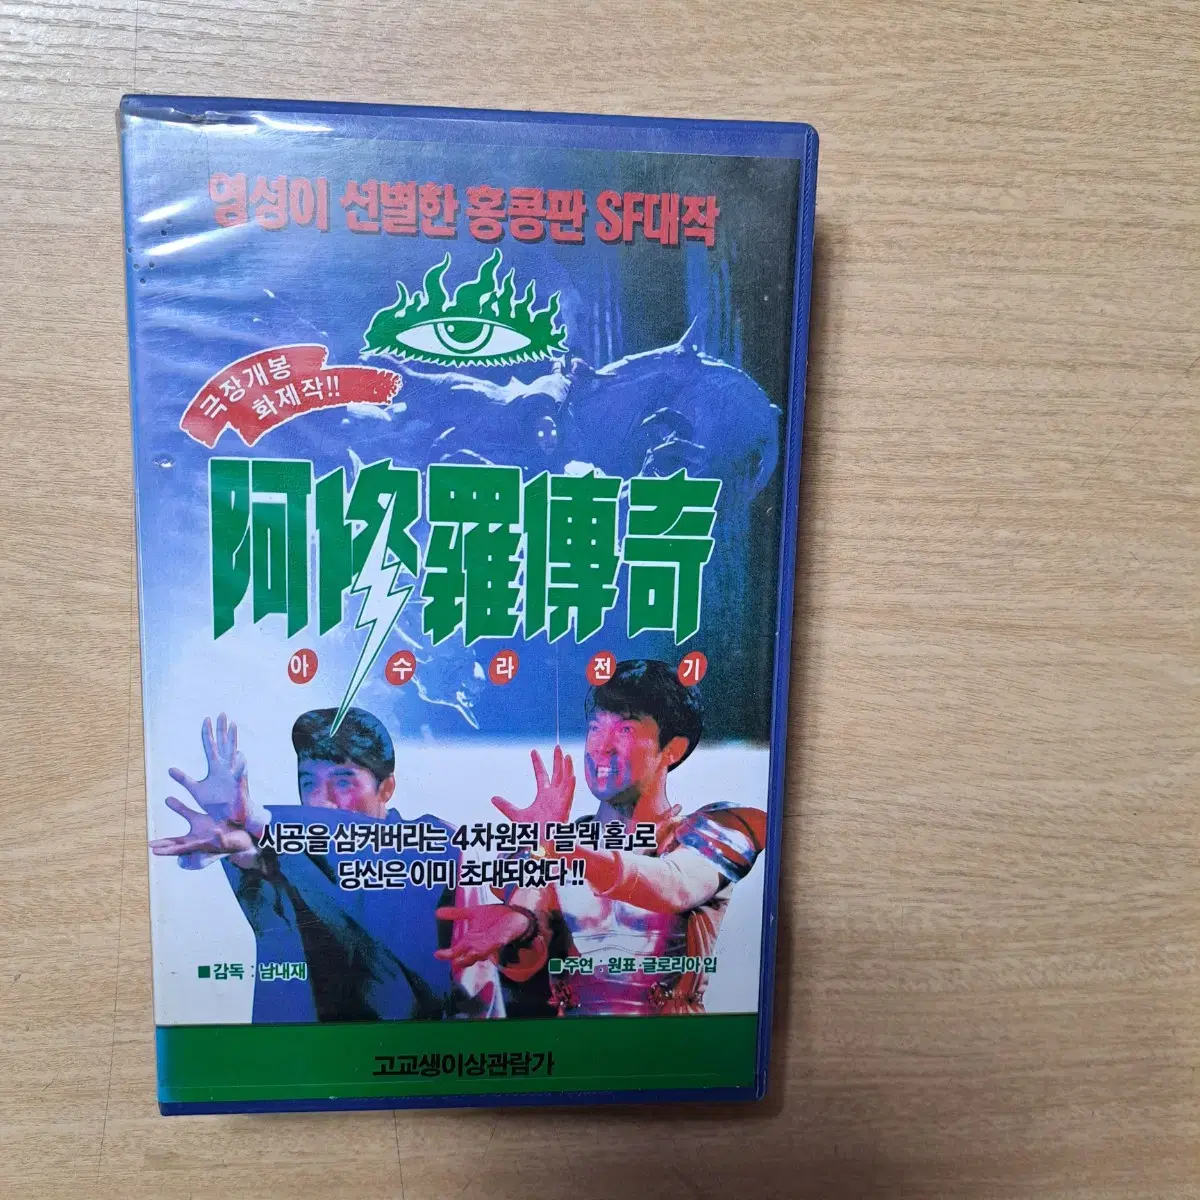 영성이 선별한 홍콩판 SF대작
극장개봉
화제작!!
阿修羅傳奇
아수라전기
시공을 삼켜버리는 4차원적 「블랙 홀」로
당신은 이미 초대되었다!!
■감독 : 남내재
■주연 : 원표·글로리아 입
고교생이상관람가